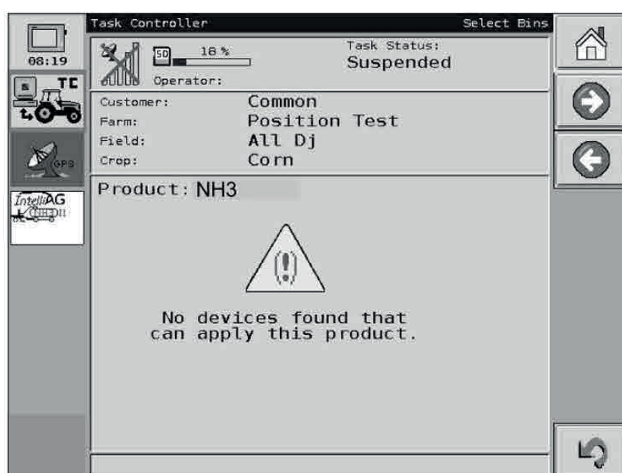 Task Controller Select Bins
08:19
SD 18 %
Task Status:
Suspended
Operator:
TC
Customer: Common
Farm: Position Test
Field: All Dj
Crop: Corn
GPS
IntelliAG
NH3
Product: NH3
No devices found that
can apply this product.